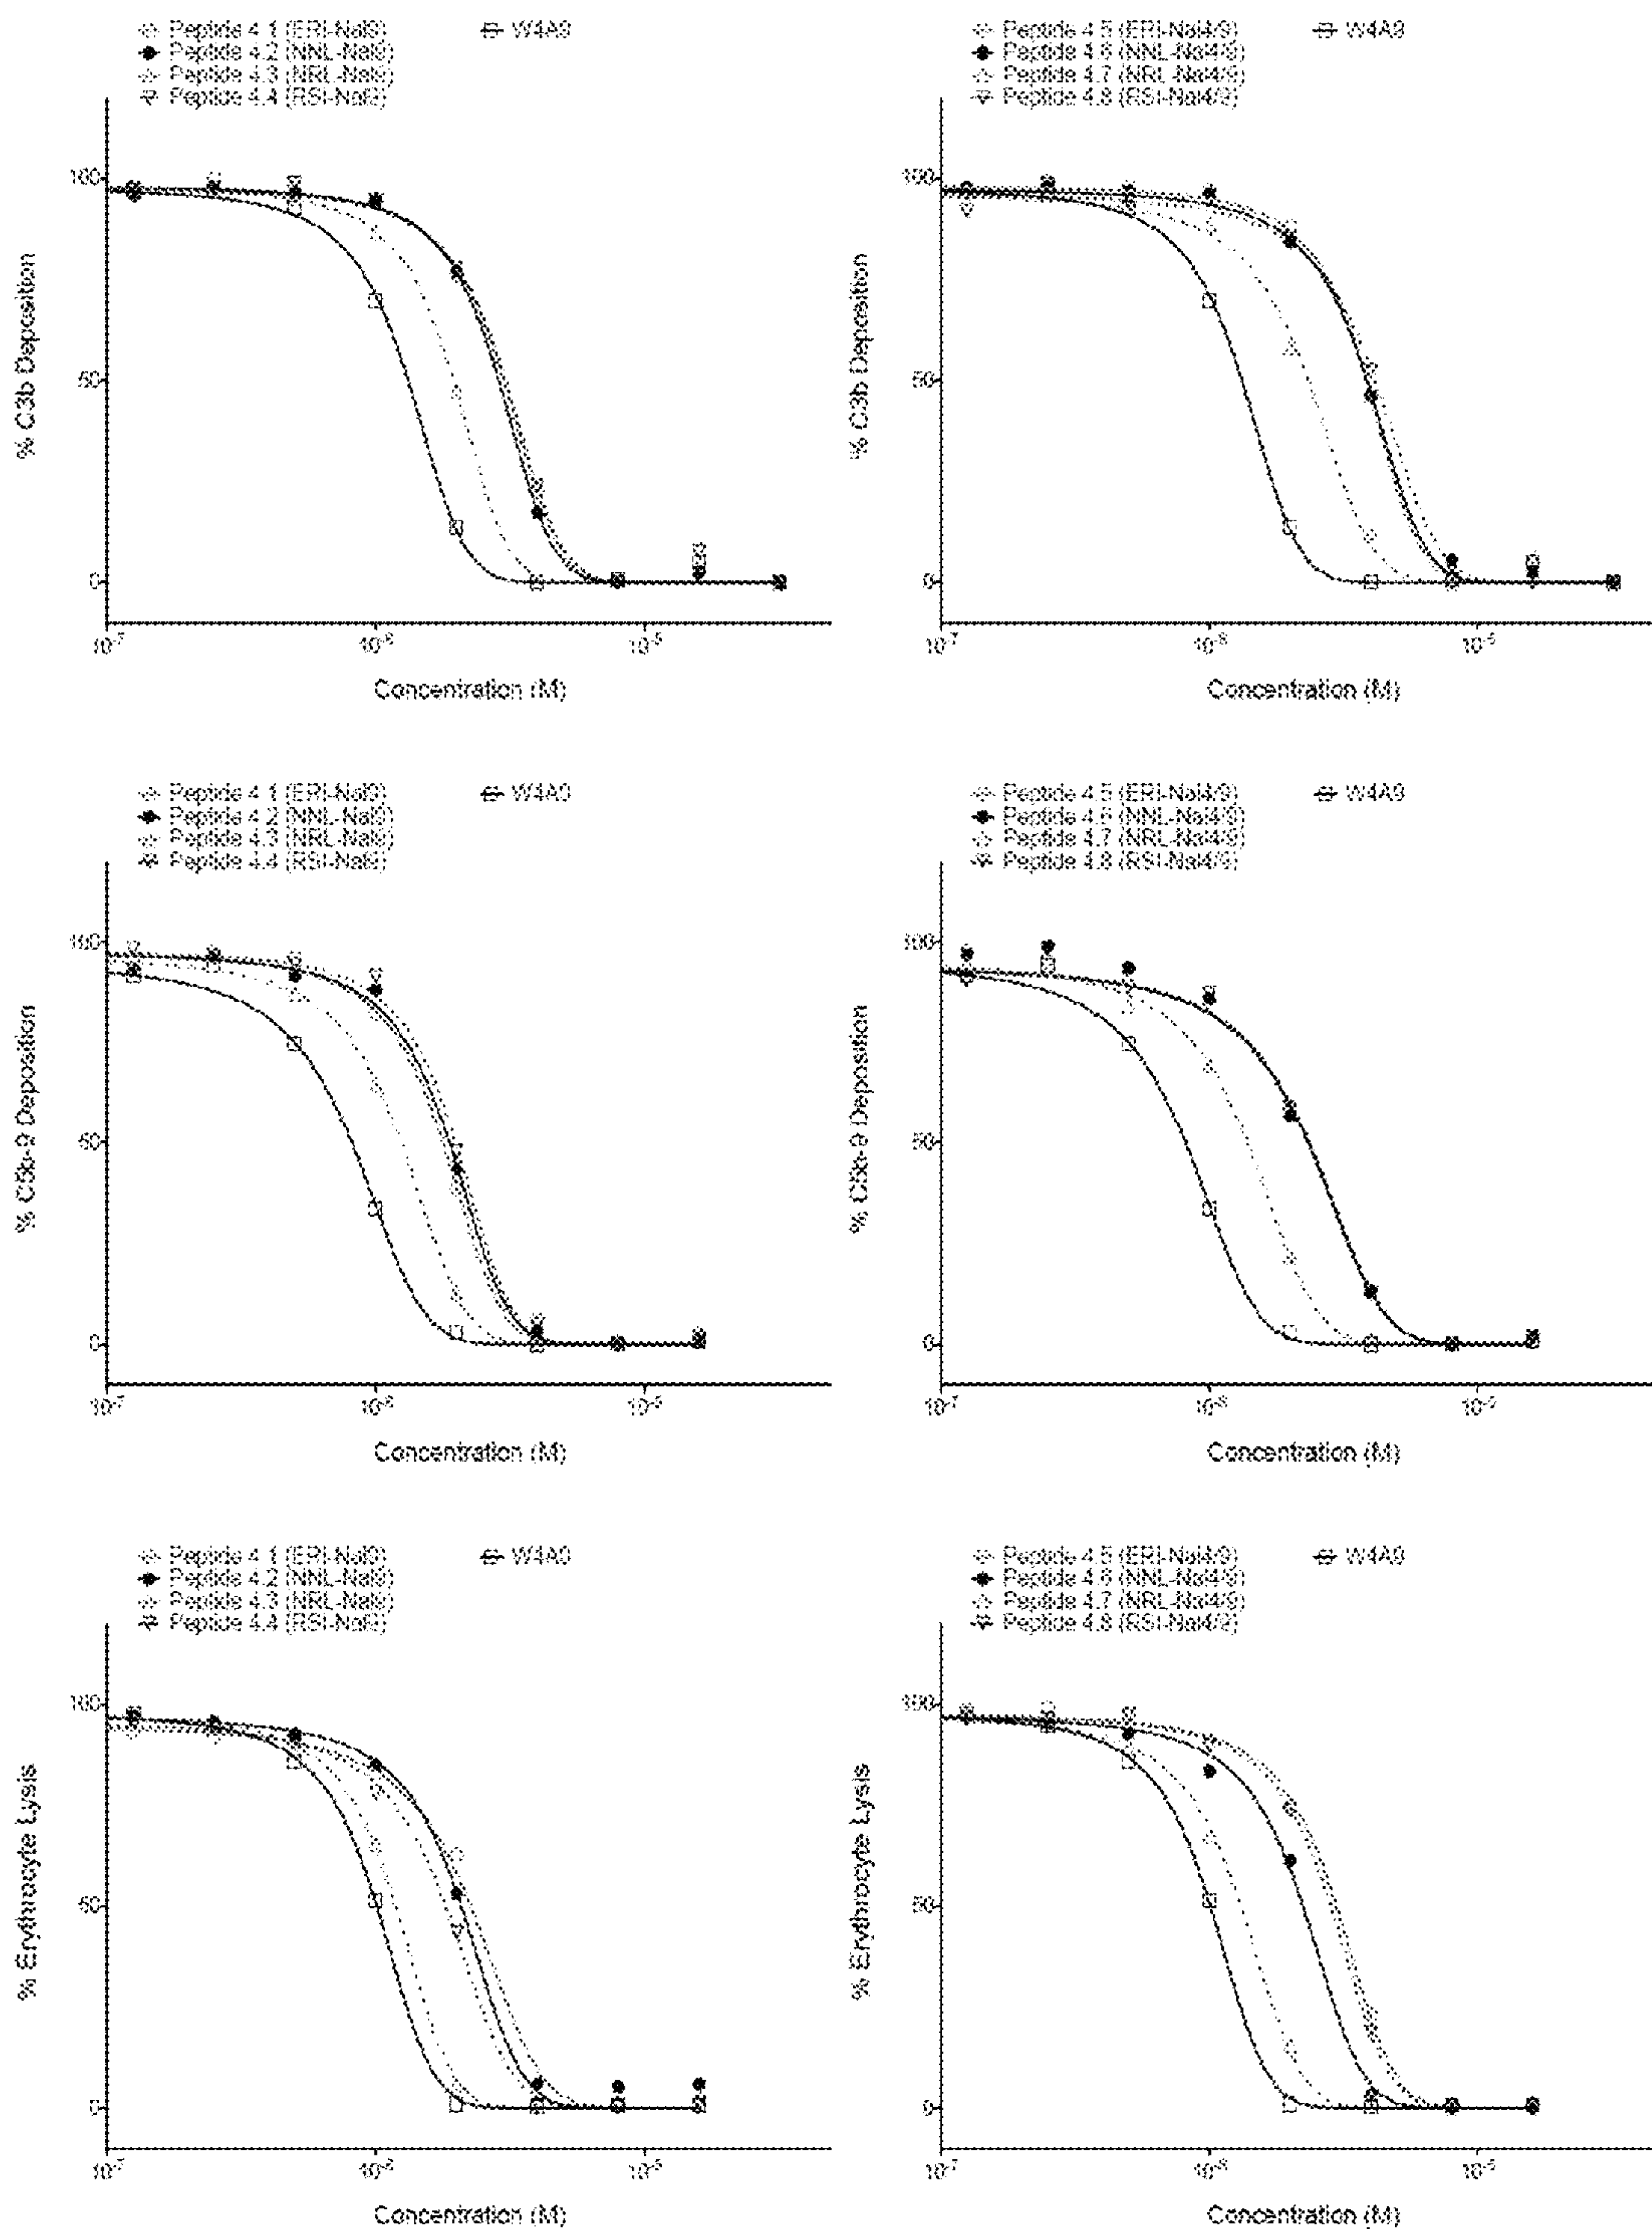 Peptide 4.1 (ERI-Nal9) W4A9
Peptide 4.2 (NNL-Nal9)
Peptide 4.3 (NRL-Nal9)
Peptide 4.4 (RSI-Nal9)
% C3b Deposition
100
50
0
10-7 10-6 10-5
Concentration (M)
Peptide 4.5 (ERI-Nal4/9) W4A9
Peptide 4.6 (NNL-Nal4/9)
Peptide 4.7 (NRL-Nal4/9)
Peptide 4.8 (RSI-Nal4/9)
% C3b Deposition
100
50
0
10-7 10-6 10-5
Concentration (M)
Peptide 4.1 (ERI-Nal9) W4A9
Peptide 4.2 (NNL-Nal9)
Peptide 4.3 (NRL-Nal9)
Peptide 4.4 (RSI-Nal9)
% C5b-9 Deposition
100
50
0
10-7 10-6 10-5
Concentration (M)
Peptide 4.5 (ERI-Nal4/9) W4A9
Peptide 4.6 (NNL-Nal4/9)
Peptide 4.7 (NRL-Nal4/9)
Peptide 4.8 (RSI-Nal4/9)
% C5b-9 Deposition
100
50
0
10-7 10-6 10-5
Concentration (M)
Peptide 4.1 (ERI-Nal9) W4A9
Peptide 4.2 (NNL-Nal9)
Peptide 4.3 (NRL-Nal9)
Peptide 4.4 (RSI-Nal9)
% Erythrocyte Lysis
100
50
0
10-7 10-6 10-5
Concentration (M)
Peptide 4.5 (ERI-Nal4/9) W4A9
Peptide 4.6 (NNL-Nal4/9)
Peptide 4.7 (NRL-Nal4/9)
Peptide 4.8 (RSI-Nal4/9)
% Erythrocyte Lysis
100
50
0
10-7 10-6 10-5
Concentration (M)